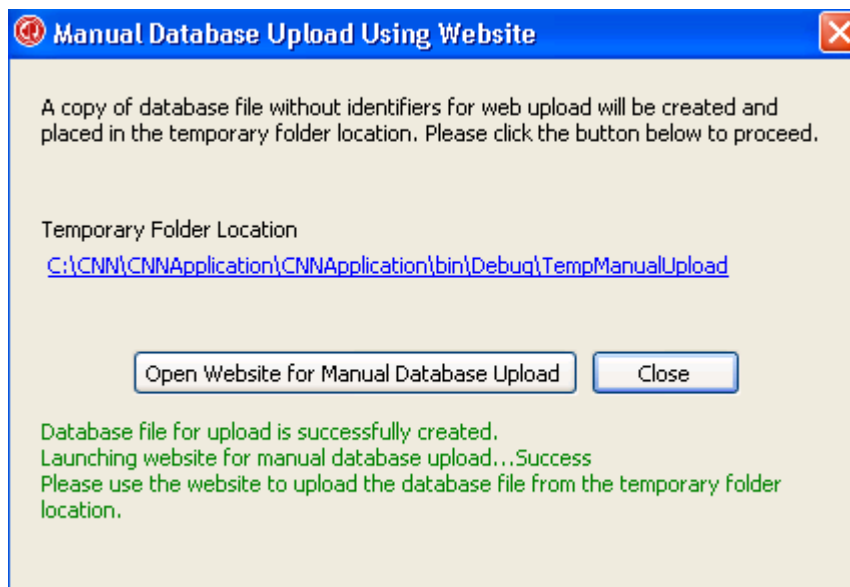 Manual Database Upload Using Website
A copy of database file without identifiers for web upload will be created and
placed in the temporary folder location. Please click the button below to proceed.
Temporary Folder Location
C:\CNN\CNNApplication\CNNApplication\bin\Debug\TempManualUpload
Open Website for Manual Database Upload
Close
Database file for upload is successfully created.
Launching website for manual database upload...Success
Please use the website to upload the database file from the temporary folder
location.